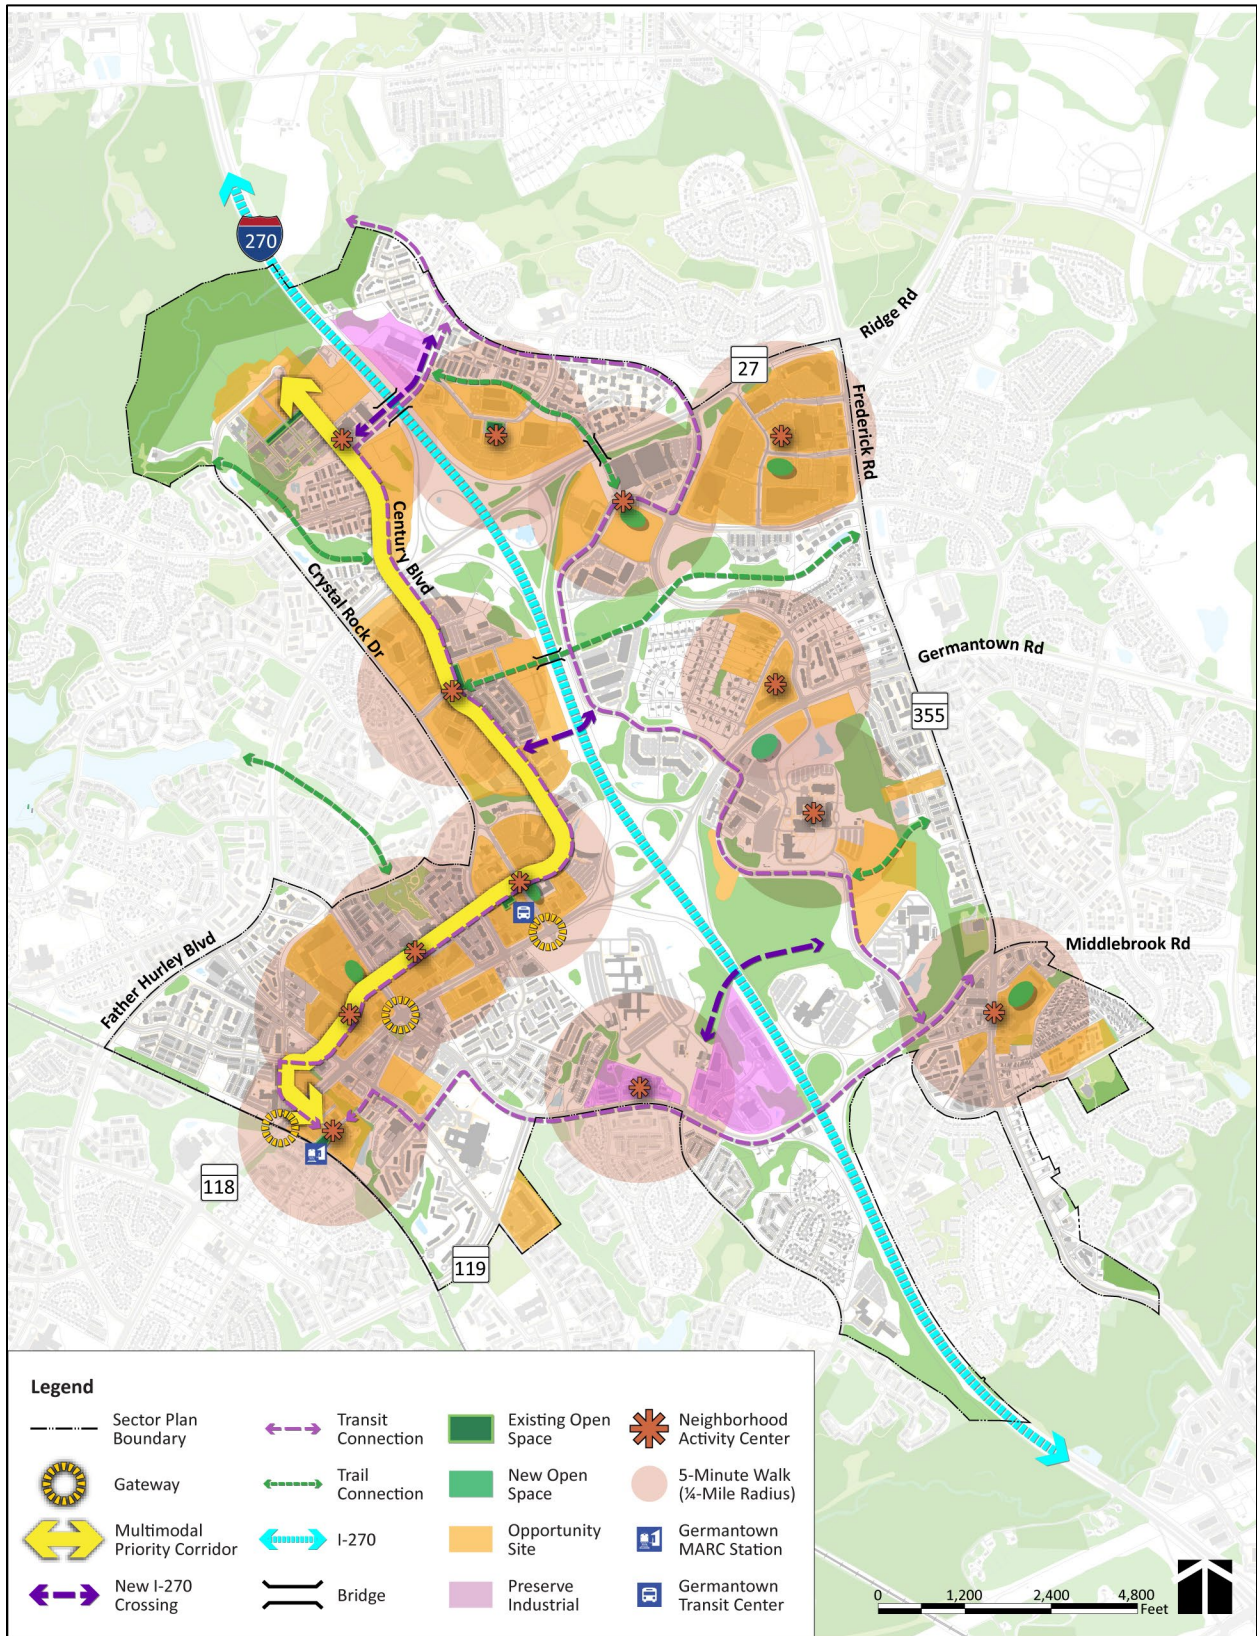 270
Ridge Rd
27
Frederick Rd
Century Blvd
Crystal Rock Dr
Germantown Rd
355
Father Hurley Blvd
Middlebrook Rd
118
119
Legend
Sector Plan
Boundary
Gateway
Multimodal
Priority Corridor
New I-270
Crossing
Transit
Connection
Trail
Connection
I-270
Bridge
Existing Open
Space
New Open
Space
Opportunity
Site
Preserve
Industrial
Neighborhood
Activity Center
5-Minute Walk
(¼-Mile Radius)
Germantown
MARC Station
Germantown
Transit Center
0 1,200 2,400 4,800
Feet